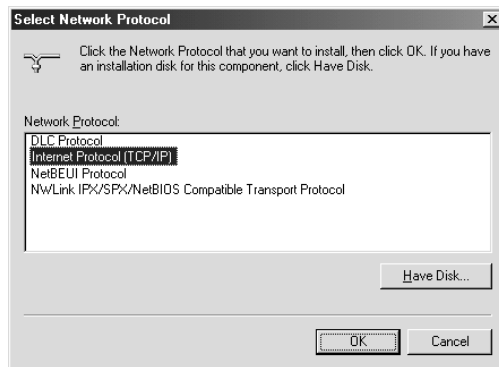 Select Network Protocol
Click the Network Protocol that you want to install, then click OK. If you have
an installation disk for this component, click Have Disk.
Network Protocol:
DLC Protocol
Internet Protocol (TCP/IP)
NetBEUI Protocol
NWLink IPX/SPX/NetBIOS Compatible Transport Protocol
Have Disk...
OK
Cancel